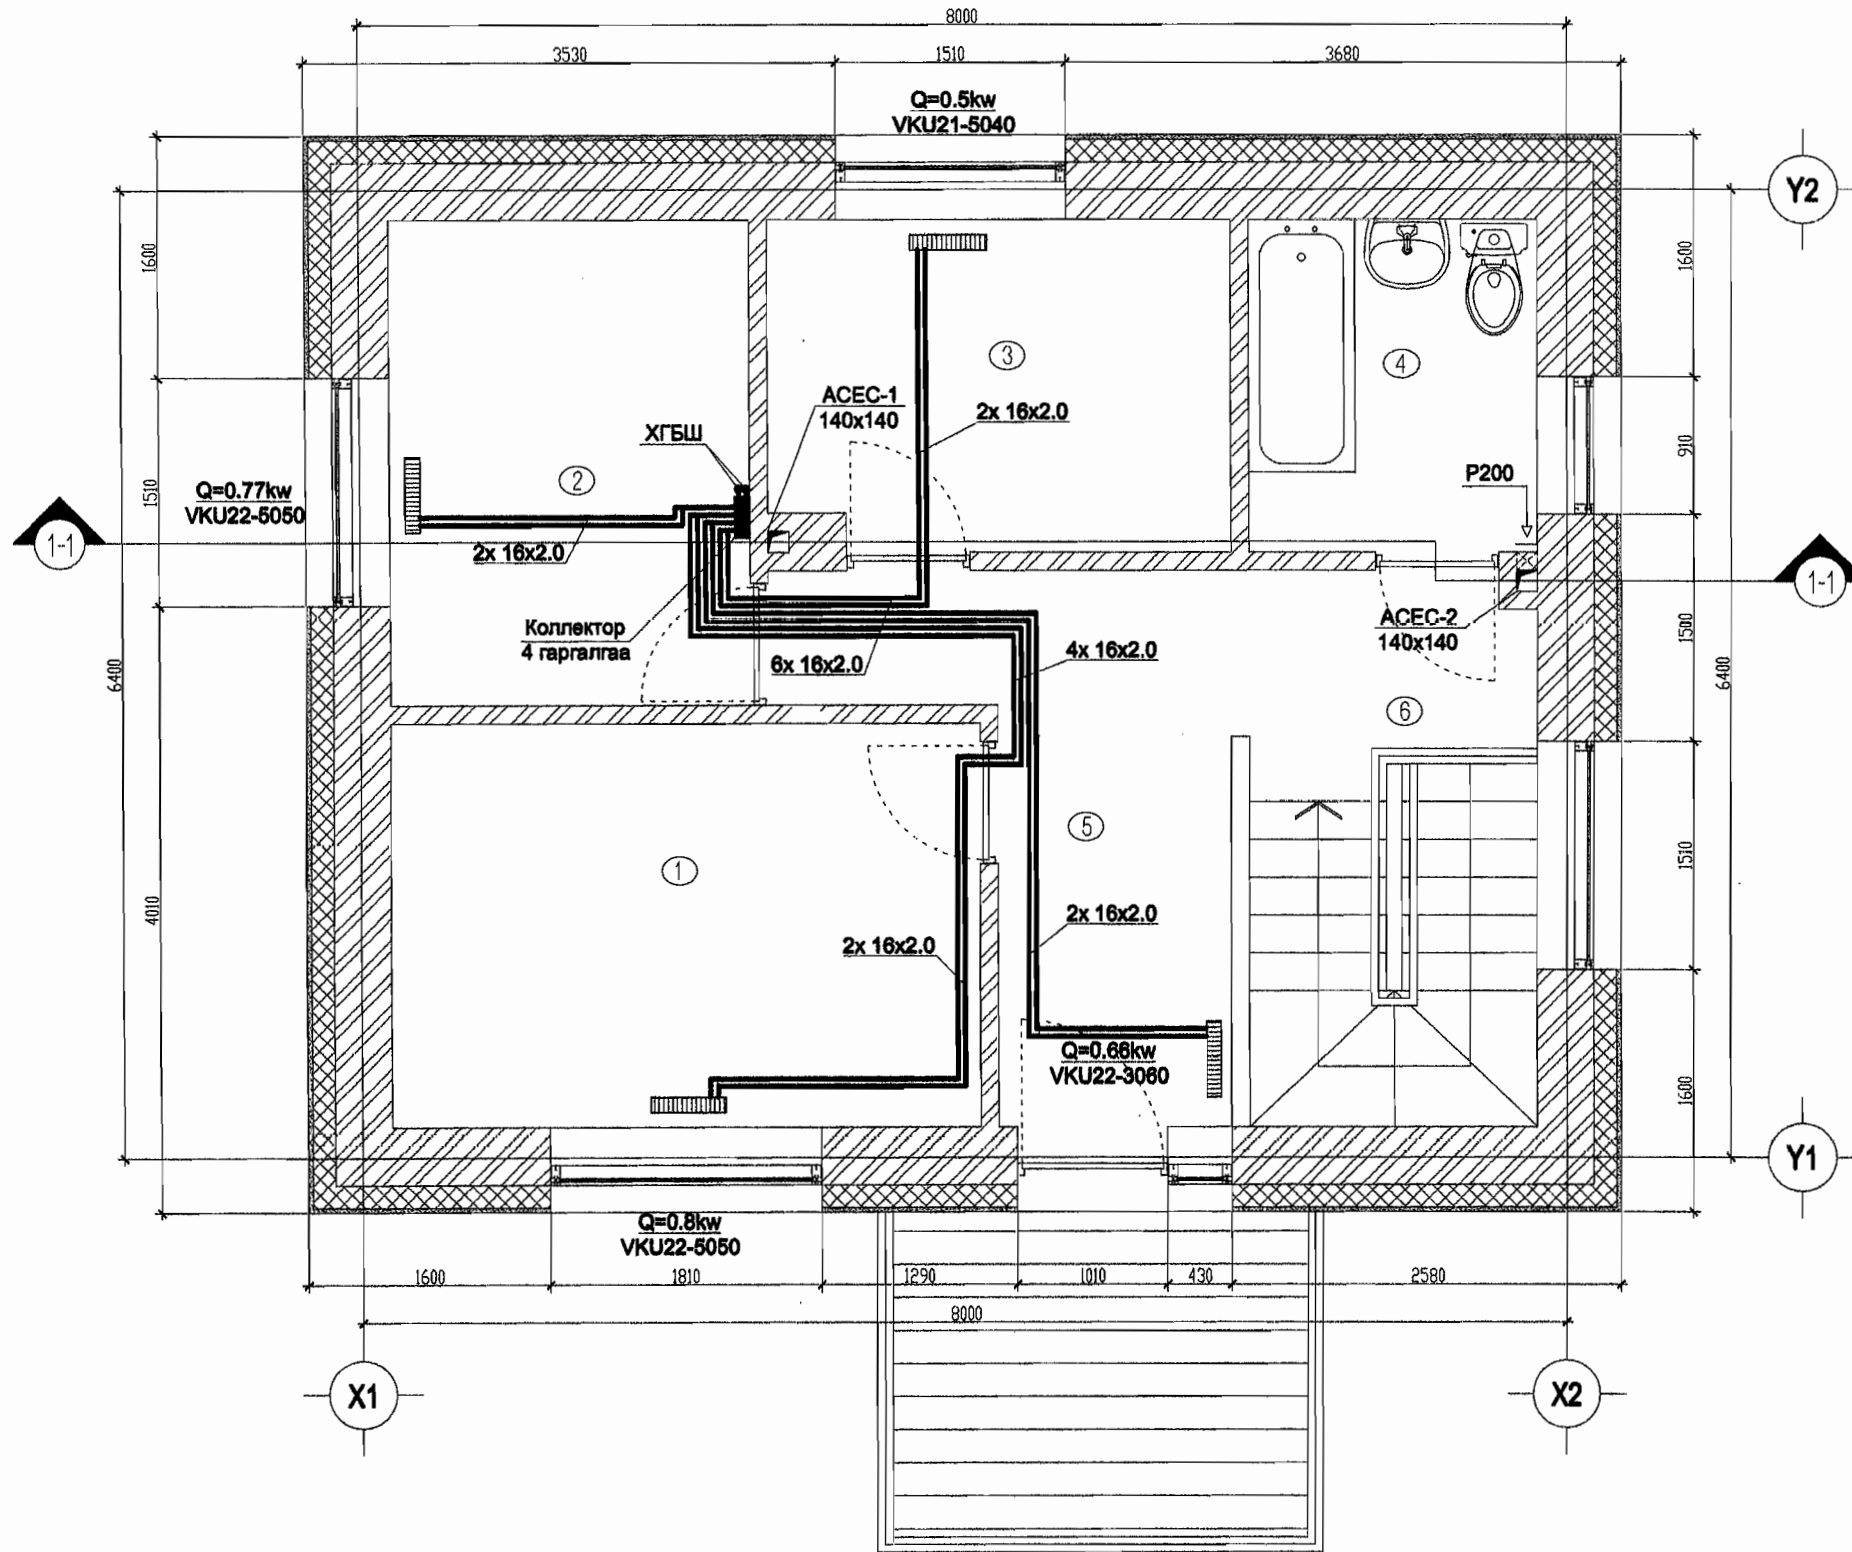 8000
3530
1510
3680
Q=0.5kw
VKU21-5040
Y2
1600
1600
3
4
ACEC-1
140x140
2x 16x2.0
ХГБШ
910
P200
2
Q=0.77kw
VKU22-5050
1510
1-1
2x 16x2.0
1-1
Коллектор
4 гаргалгаа
6x 16x2.0
4x 16x2.0
ACEC-2
140x140
1500
6400
6400
6
5
1
1510
4010
2x 16x2.0
2x 16x2.0
Q=0.66kw
VKU22-3060
1600
Y1
Q=0.8kw
VKU22-5050
1600
1810
1290
1010
430
2580
8000
X1
X2